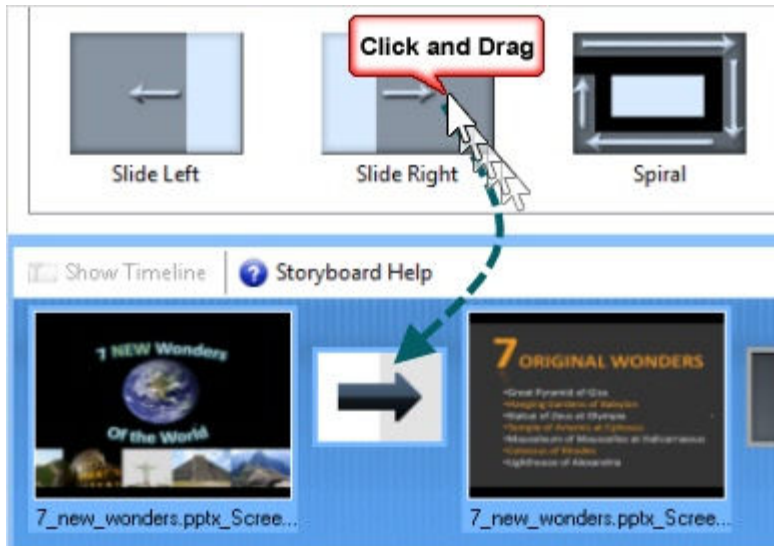 Click and Drag
Slide Left
Slide Right
Spiral
Show Timeline
Storyboard Help
7 NEW Wonders
Of the World
7 ORIGINAL WONDERS
•Great Pyramid of Giza
•Hanging Gardens of Babylon
•Statue of Zeus at Olympia
•Temple of Artemis at Ephesus
•Mausoleum of Maussollos at Halicarnassus
•Colossus of Rhodes
•Lighthouse of Alexandria
7_new_wonders.pptx_Scree...
7_new_wonders.pptx_Scree...